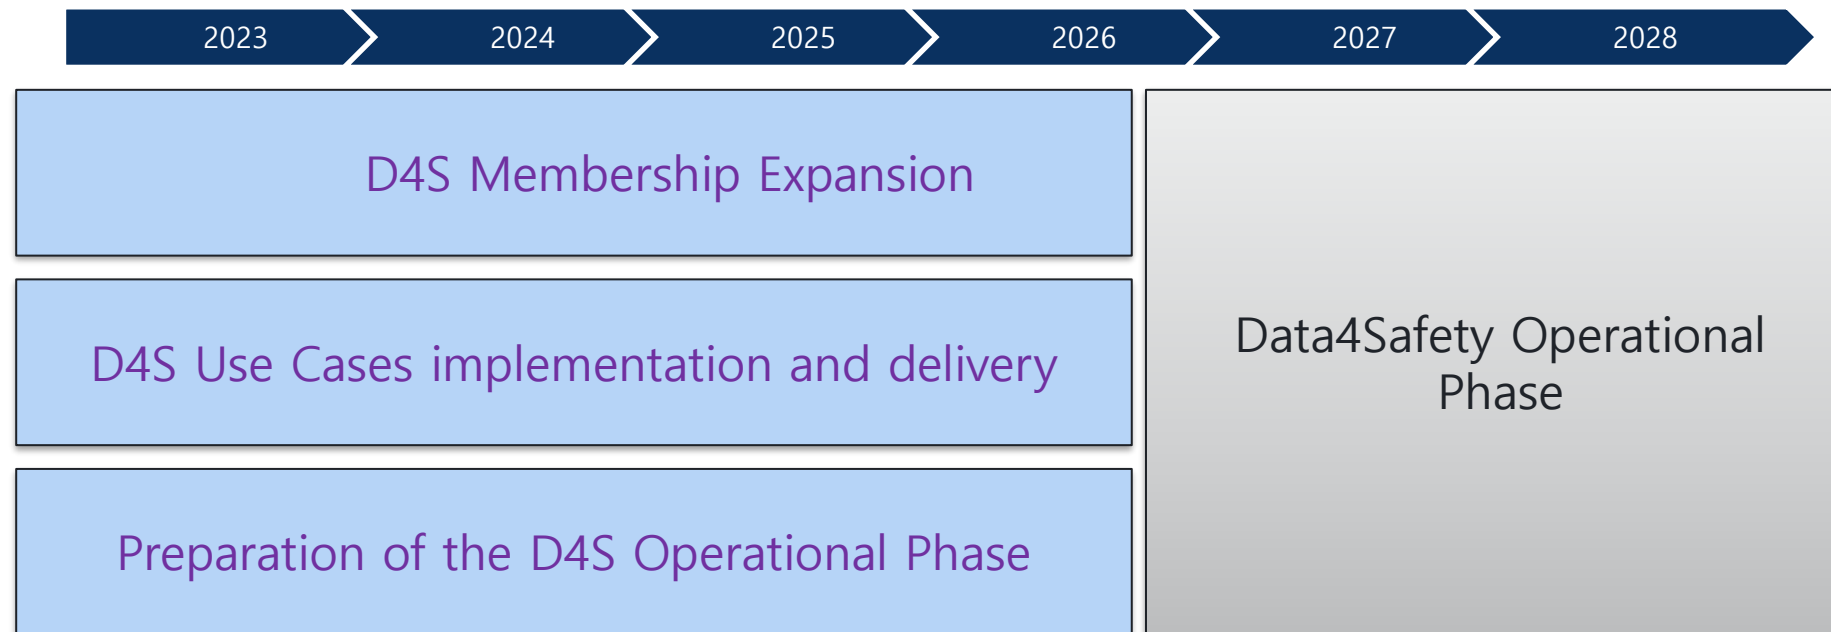 2023 2024 2025 2026 2027 2028
D4S Membership Expansion
D4S Use Cases implementation and delivery
Preparation of the D4S Operational Phase
Data4Safety Operational
Phase